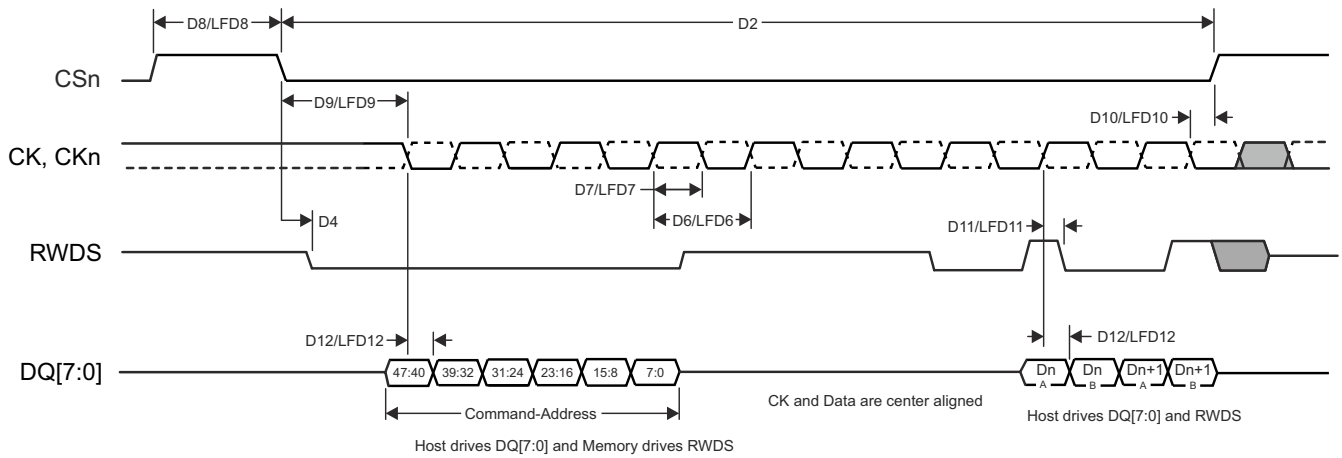 D8/LFD8
D2
CSn
D9/LFD9
D10/LFD10
CK, CKn
D7/LFD7
D6/LFD6
D4
D11/LFD11
RWDS
D12/LFD12
D12/LFD12
DQ[7:0]
47:40 39:32 31:24 23:16 15:8 7:0
Dn Dn Dn+1 Dn+1
A B A B
Command-Address
CK and Data are center aligned
Host drives DQ[7:0] and RWDS
Host drives DQ[7:0] and Memory drives RWDS